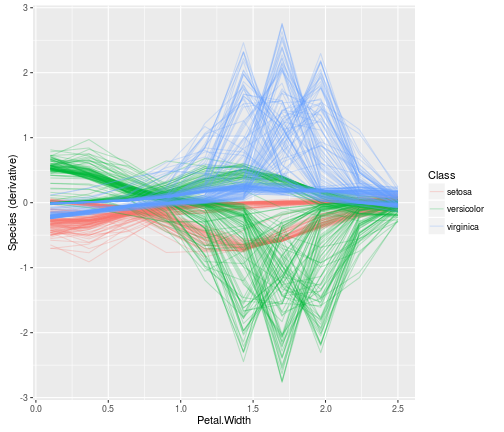 3
2
1
0
-1
-2
-3
Species (derivative)
0.0 0.5 1.0 1.5 2.0 2.5
Petal.Width
Class
setosa
versicolor
virginica